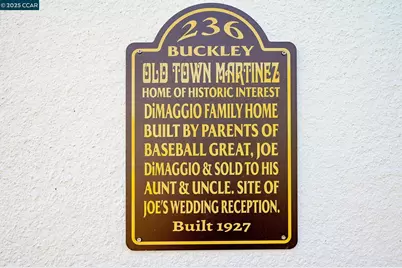 © 2025 CCAR
236
BUCKLEY
OLD TOWN MARTINEZ
HOME OF HISTORIC INTEREST
DiMAGGIO FAMILY HOME
BUILT BY PARENTS OF
BASEBALL GREAT, JOE
DiMAGGIO & SOLD TO HIS
AUNT & UNCLE. SITE OF
JOE'S WEDDING RECEPTION.
Built 1927